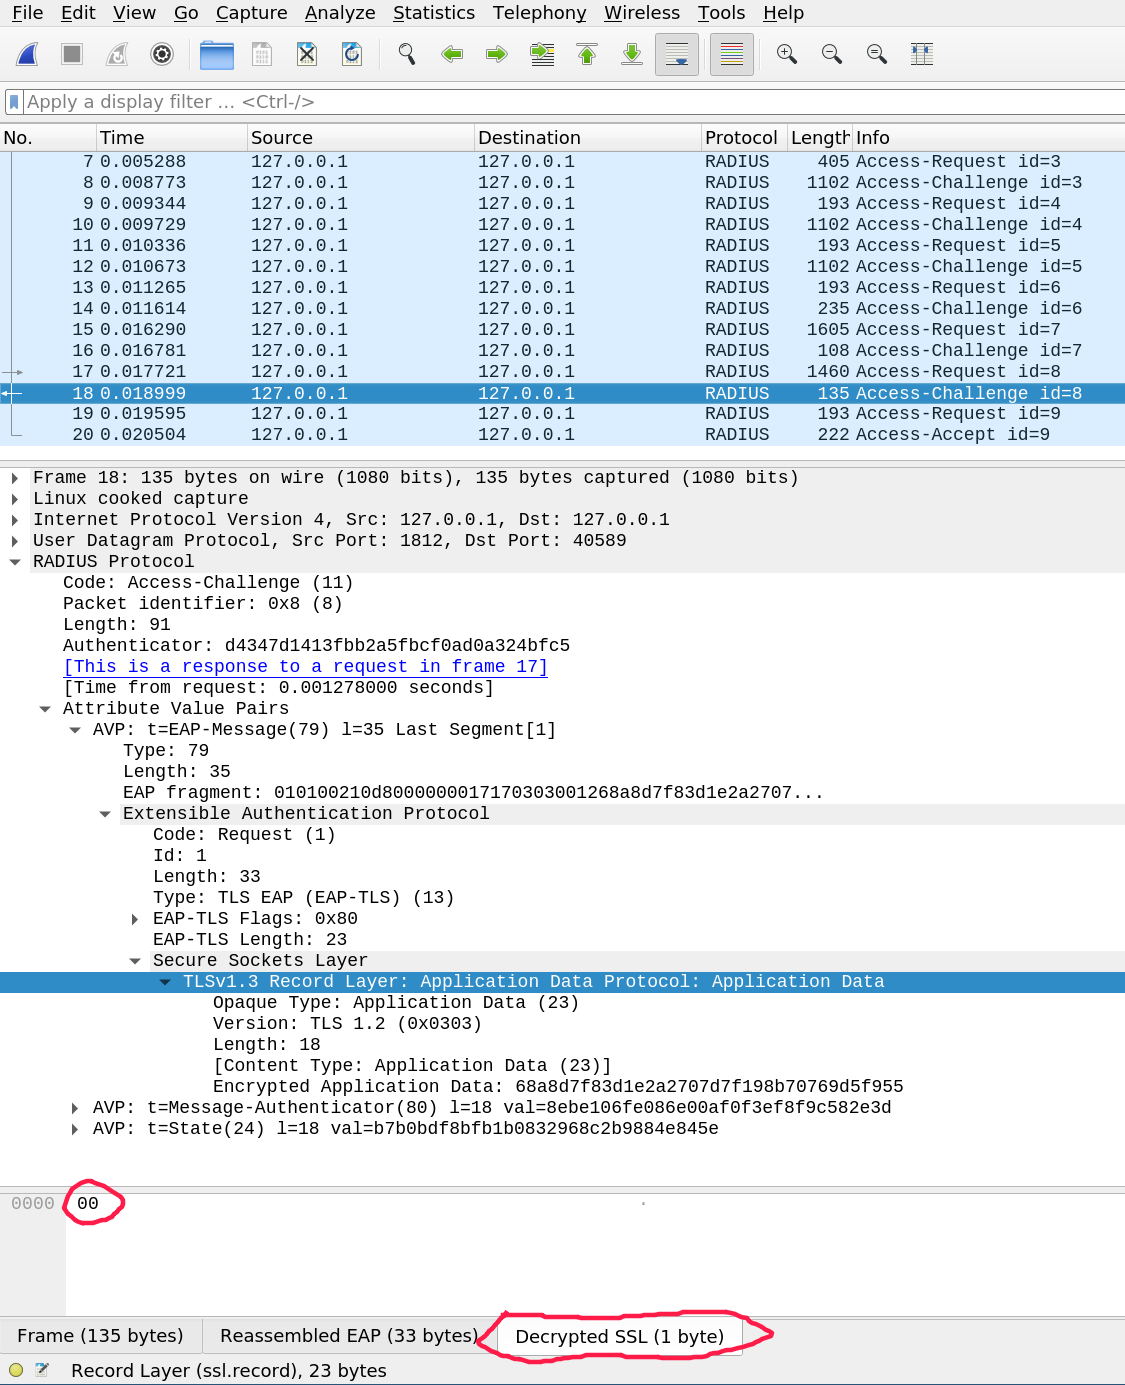 File Edit View Go Capture Analyze Statistics Telephony Wireless Tools Help
Apply a display filter … <Ctrl-/>
No. Time Source Destination Protocol Length Info
7 0.005288 127.0.0.1 127.0.0.1 RADIUS 405 Access-Request id=3
8 0.008773 127.0.0.1 127.0.0.1 RADIUS 1102 Access-Challenge id=3
9 0.009344 127.0.0.1 127.0.0.1 RADIUS 193 Access-Request id=4
10 0.009729 127.0.0.1 127.0.0.1 RADIUS 1102 Access-Challenge id=4
11 0.010336 127.0.0.1 127.0.0.1 RADIUS 193 Access-Request id=5
12 0.010673 127.0.0.1 127.0.0.1 RADIUS 1102 Access-Challenge id=5
13 0.011265 127.0.0.1 127.0.0.1 RADIUS 193 Access-Request id=6
14 0.011614 127.0.0.1 127.0.0.1 RADIUS 235 Access-Challenge id=6
15 0.016290 127.0.0.1 127.0.0.1 RADIUS 1605 Access-Request id=7
16 0.016781 127.0.0.1 127.0.0.1 RADIUS 108 Access-Challenge id=7
17 0.017721 127.0.0.1 127.0.0.1 RADIUS 1460 Access-Request id=8
18 0.018999 127.0.0.1 127.0.0.1 RADIUS 135 Access-Challenge id=8
19 0.019595 127.0.0.1 127.0.0.1 RADIUS 193 Access-Request id=9
20 0.020504 127.0.0.1 127.0.0.1 RADIUS 222 Access-Accept id=9
Frame 18: 135 bytes on wire (1080 bits), 135 bytes captured (1080 bits)
Linux cooked capture
Internet Protocol Version 4, Src: 127.0.0.1, Dst: 127.0.0.1
User Datagram Protocol, Src Port: 1812, Dst Port: 40589
RADIUS Protocol
Code: Access-Challenge (11)
Packet identifier: 0x8 (8)
Length: 91
Authenticator: d4347d1413fbb2a5fbcf0ad0a324bfc5
[This is a response to a request in frame 17]
[Time from request: 0.001278000 seconds]
Attribute Value Pairs
AVP: t=EAP-Message(79) l=35 Last Segment[1]
Type: 79
Length: 35
EAP fragment: 010100210d8000000017170303001268a8d7f83d1e2a2707...
Extensible Authentication Protocol
Code: Request (1)
Id: 1
Length: 33
Type: TLS EAP (EAP-TLS) (13)
EAP-TLS Flags: 0x80
EAP-TLS Length: 23
Secure Sockets Layer
TLSv1.3 Record Layer: Application Data Protocol: Application Data
Opaque Type: Application Data (23)
Version: TLS 1.2 (0x0303)
Length: 18
[Content Type: Application Data (23)]
Encrypted Application Data: 68a8d7f83d1e2a2707d7f198b70769d5f955
AVP: t=Message-Authenticator(80) l=18 val=8ebe106fe086e00af0f3ef8f9c582e3d
AVP: t=State(24) l=18 val=b7b0bdf8bfb1b0832968c2b9884e845e
0000 00 .
Frame (135 bytes) Reassembled EAP (33 bytes) Decrypted SSL (1 byte)
Record Layer (ssl.record), 23 bytes